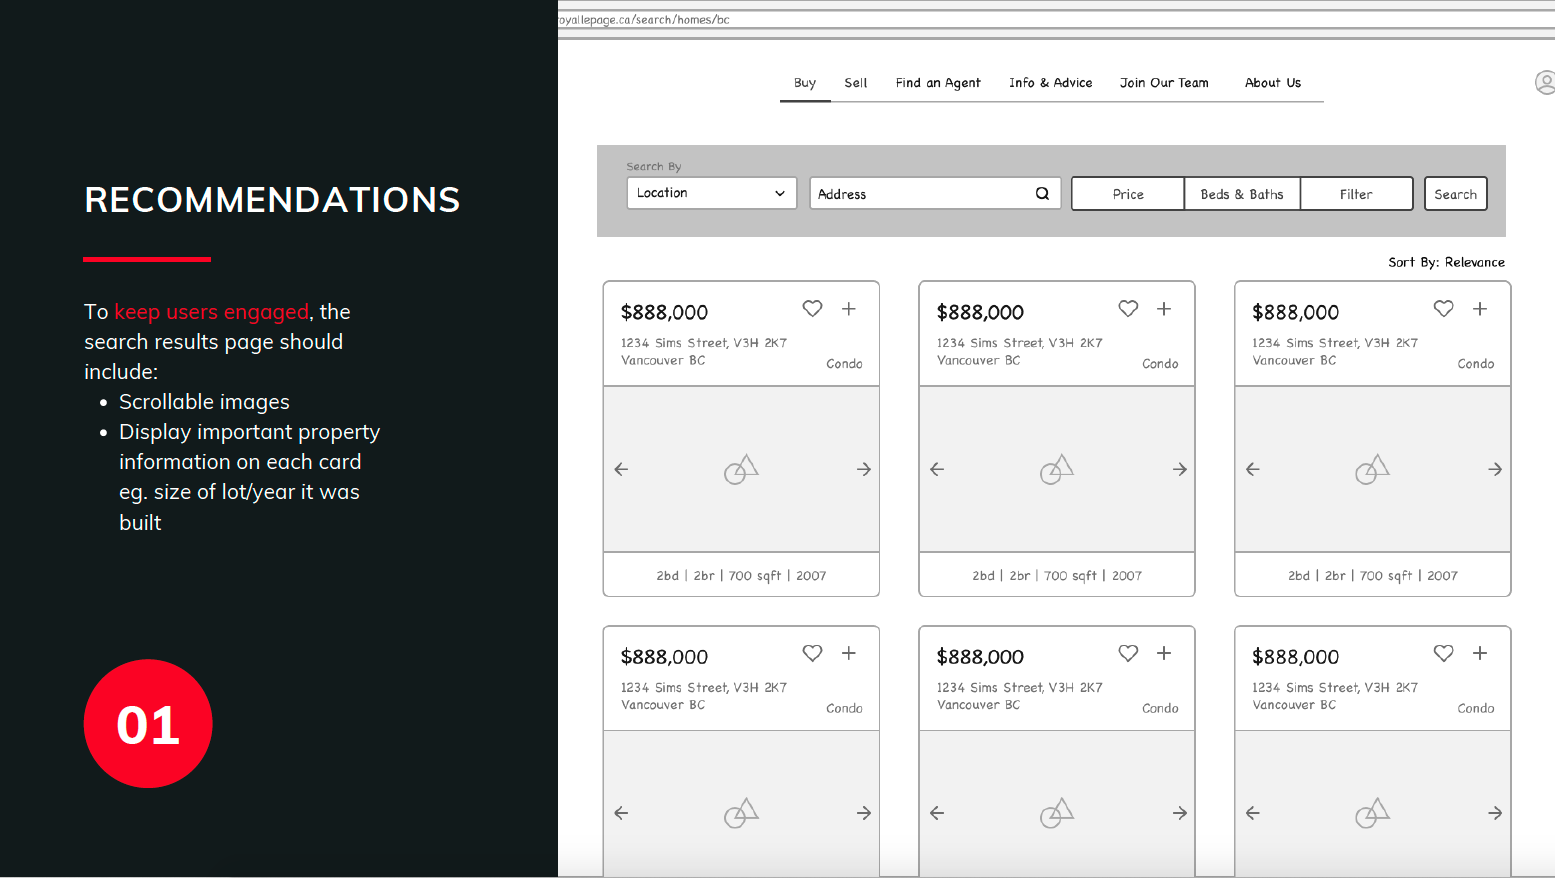 RECOMMENDATIONS
To keep users engaged, the
search results page should
include:
• Scrollable images
• Display important property
information on each card
eg. size of lot/year it was
built
01
royallepage.ca/search/homes/bc
Buy Sell Find an Agent Info & Advice Join Our Team About Us
Search By
Location Address Price Beds & Baths Filter Search
Sort By: Relevance
$888,000 $888,000 $888,000
1234 Sims Street, V3H 2K7 1234 Sims Street, V3H 2K7 1234 Sims Street, V3H 2K7
Vancouver BC Condo Vancouver BC Condo Vancouver BC Condo
2bd | 2br | 700 sqft | 2007 2bd | 2br | 700 sqft | 2007 2bd | 2br | 700 sqft | 2007
$888,000 $888,000 $888,000
1234 Sims Street, V3H 2K7 1234 Sims Street, V3H 2K7 1234 Sims Street, V3H 2K7
Vancouver BC Condo Vancouver BC Condo Vancouver BC Condo